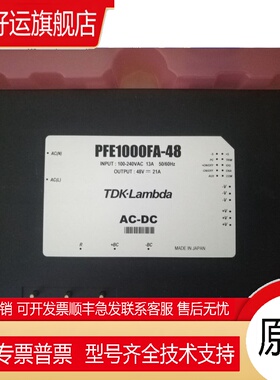 好运旗舰店
PFE1000FA-48
INPUT : 100-240VAC 13A 50/60Hz
OUTPUT : 48V ⎓ 21A
AC(N)
AC(L)
TDK-Lambda
AC-DC
R +BC -BC
MADE IN JAPAN
销 可开发票顺丰急发联系客服 售后无忧
专票普票 型号齐全技术支持
原